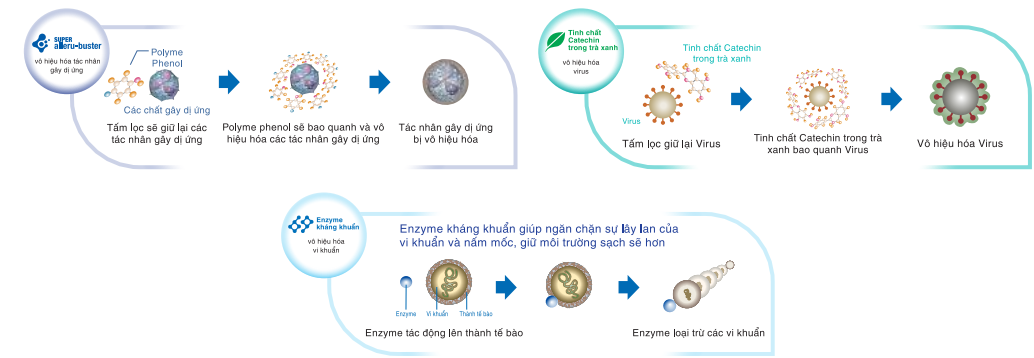 SUPER
alleru-buster
vô hiệu hóa tác nhân
gây dị ứng
Polyme
Phenol
Các chất gây dị ứng
Tấm lọc sẽ giữ lại các
tác nhân gây dị ứng
Polyme phenol sẽ bao quanh và vô
hiệu hóa các tác nhân gây dị ứng
Tác nhân gây dị ứng
bị vô hiệu hóa
Tinh chất
Catechin
trong trà xanh
vô hiệu hóa
virus
Tinh chất Catechin
trong trà xanh
Virus
Tấm lọc giữ lại Virus
Tinh chất Catechin trong trà
xanh bao quanh Virus
Vô hiệu hóa Virus
Enzyme
kháng khuẩn
vô hiệu hóa
vi khuẩn
Enzyme kháng khuẩn giúp ngăn chặn sự lây lan của
vi khuẩn và nấm mốc, giữ môi trường sạch sẽ hơn
Enzyme
Vi khuẩn
Thành tế bào
Enzyme tác động lên thành tế bào
Enzyme loại trừ các vi khuẩn